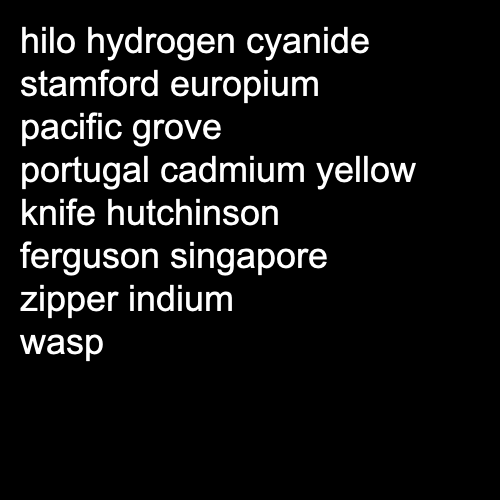 hilo hydrogen cyanide
stamford europium
pacific grove
portugal cadmium yellow
knife hutchinson
ferguson singapore
zipper indium
wasp